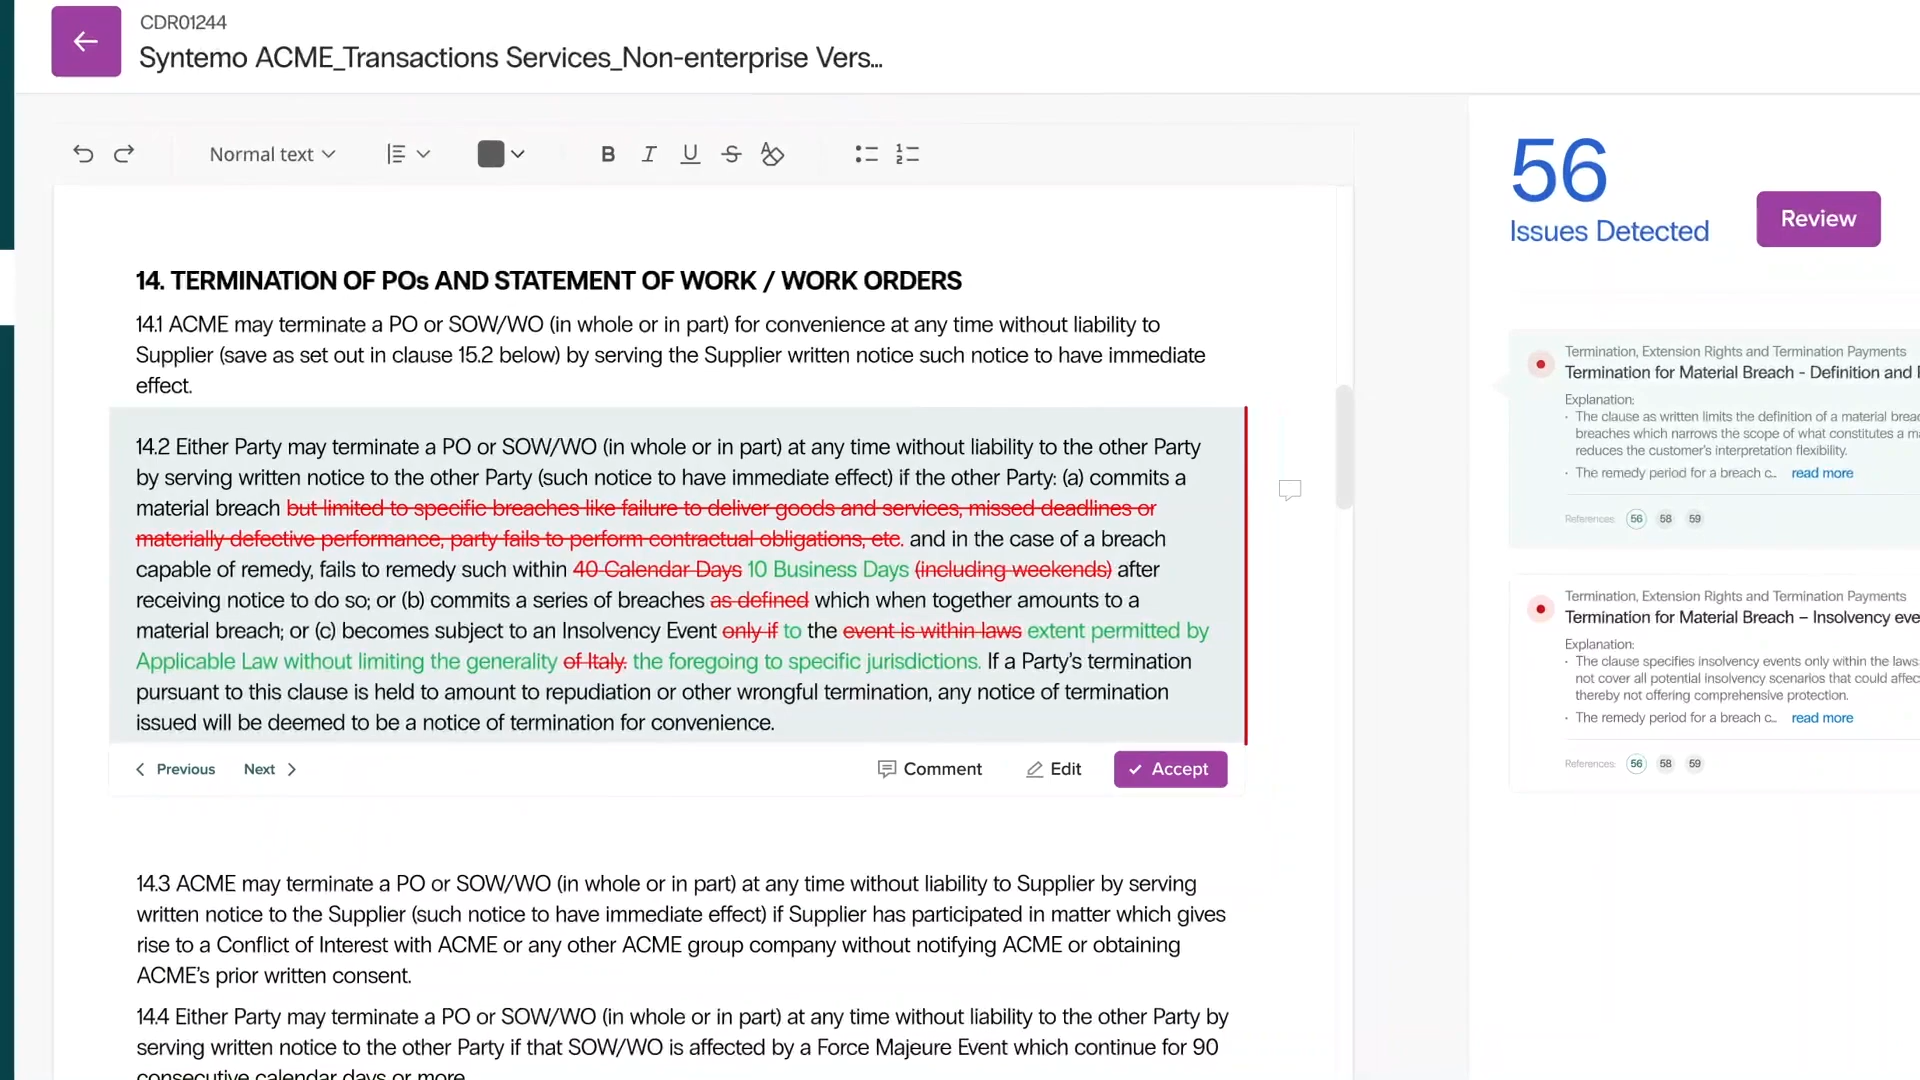 CDR01244
Syntemo ACME_Transactions Services_Non-enterprise Vers...
Normal text
B I U S
56
Issues Detected
Review
14. TERMINATION OF POs AND STATEMENT OF WORK / WORK ORDERS
14.1 ACME may terminate a PO or SOW/WO (in whole or in part) for convenience at any time without liability to
Supplier (save as set out in clause 15.2 below) by serving the Supplier written notice such notice to have immediate
effect.
14.2 Either Party may terminate a PO or SOW/WO (in whole or in part) at any time without liability to the other Party
by serving written notice to the other Party (such notice to have immediate effect) if the other Party: (a) commits a
material breach but limited to specific breaches like failure to deliver goods and services, missed deadlines or
materially defective performance, party fails to perform contractual obligations, etc. and in the case of a breach
capable of remedy, fails to remedy such within 40 Calendar Days 10 Business Days (including weekends) after
receiving notice to do so; or (b) commits a series of breaches as defined which when together amounts to a
material breach; or (c) becomes subject to an Insolvency Event only if to the event is within laws extent permitted by
Applicable Law without limiting the generality of Italy. the foregoing to specific jurisdictions. If a Party's termination
pursuant to this clause is held to amount to repudiation or other wrongful termination, any notice of termination
issued will be deemed to be a notice of termination for convenience.
Previous Next Comment Edit Accept
14.3 ACME may terminate a PO or SOW/WO (in whole or in part) at any time without liability to Supplier by serving
written notice to the Supplier (such notice to have immediate effect) if Supplier has participated in matter which gives
rise to a Conflict of Interest with ACME or any other ACME group company without notifying ACME or obtaining
ACME's prior written consent.
14.4 Either Party may terminate a PO or SOW/WO (in whole or in part) at any time without liability to the other Party by
serving written notice to the other Party if that SOW/WO is affected by a Force Majeure Event which continue for 90
consecutive calendar days or more
Termination, Extension Rights and Termination Payments
Termination for Material Breach - Definition and
Explanation:
· The clause as written limits the definition of a material
breaches which narrows the scope of what constitutes a
reduces the customer's interpretation flexibility.
· The remedy period for a breach c... read more
References: 56 58 59
Termination, Extension Rights and Termination Payments
Termination for Material Breach – Insolvency
Explanation:
· The clause specifies insolvency events only within the laws
not cover all potential insolvency scenarios that could
thereby not offering comprehensive protection.
· The remedy period for a breach c... read more
References: 56 58 59